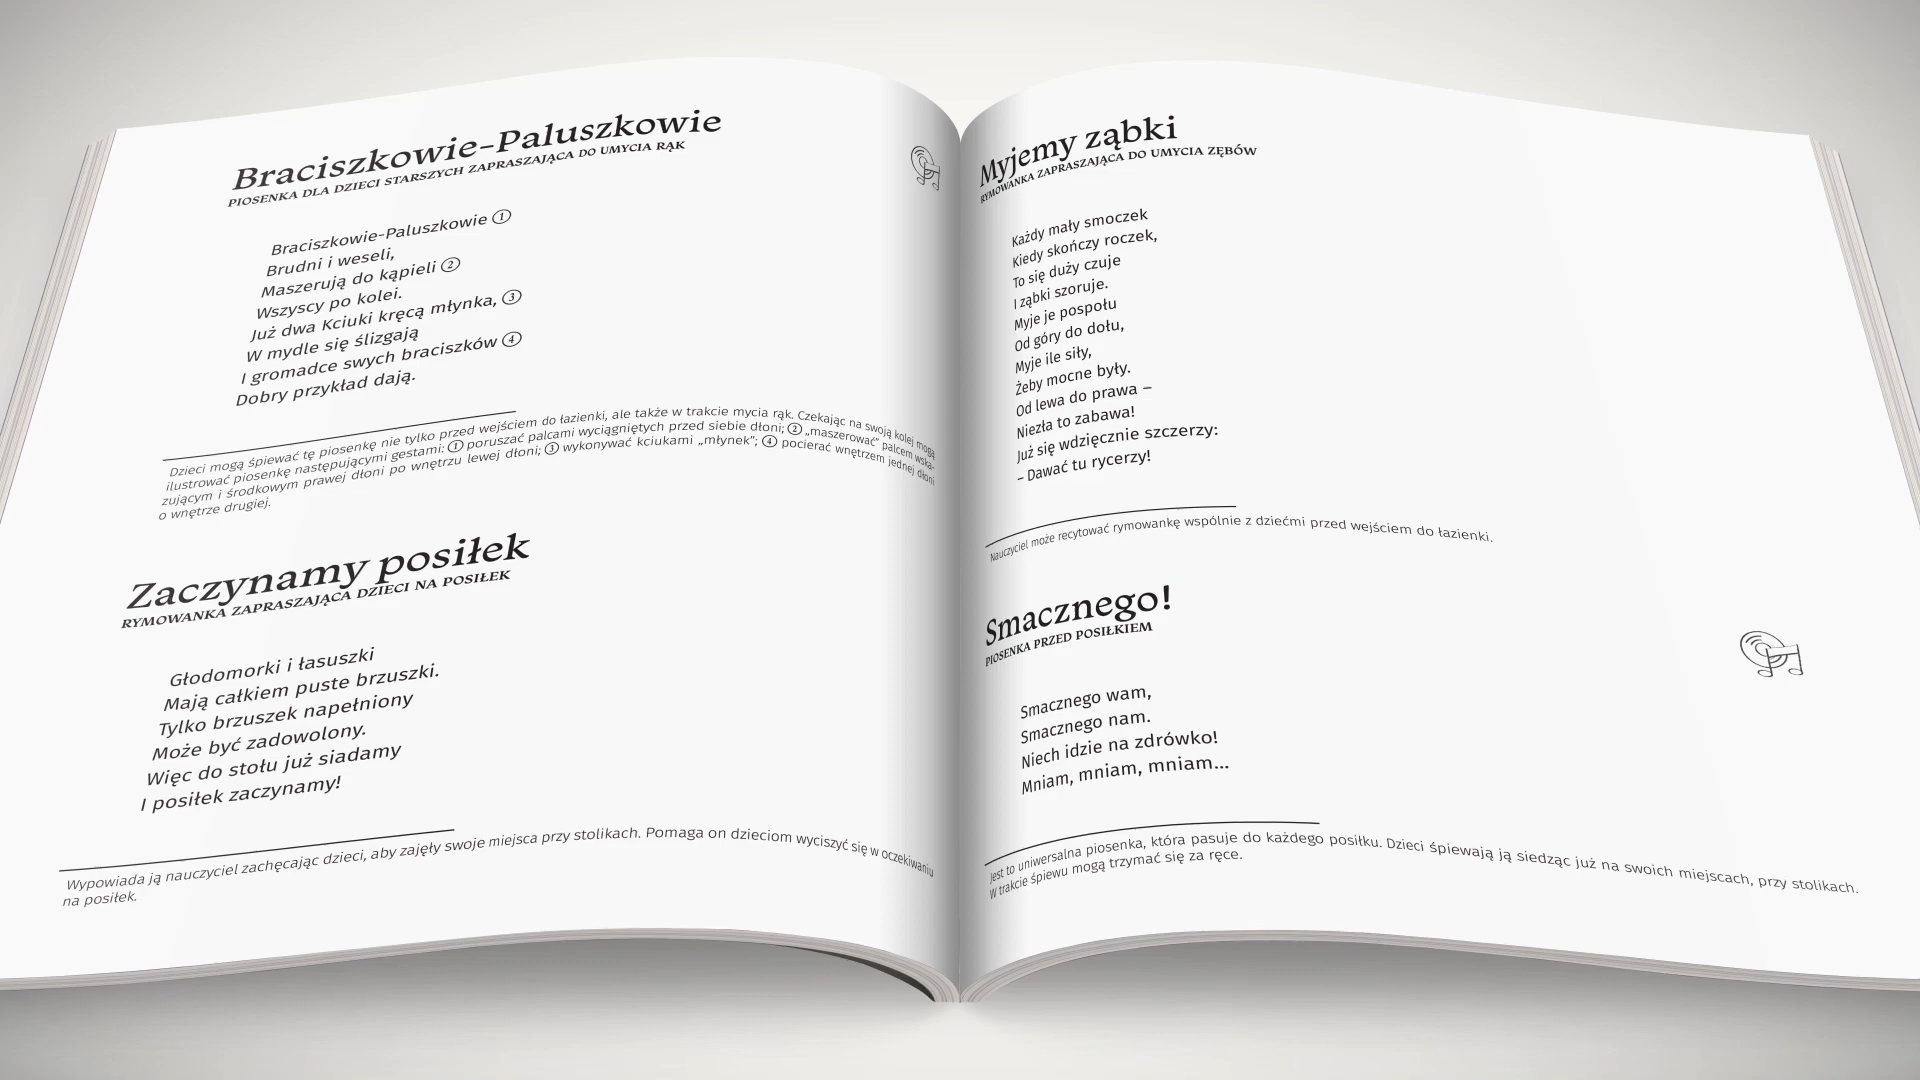 Braciszkowie-Paluszkowie
PIOSENKA DLA DZIECI STARSZYCH ZAPRASZAJĄCA DO UMYCIA RĄK
Braciszkowie-Paluszkowie ①
Brudni i weseli,
Maszerują do kąpieli ②
Wszyscy po kolei.
Już dwa Kciuki kręcą młynka, ③
W mydle się ślizgają
I gromadce swych braciszków ④
Dobry przykład dają.
Dzieci mogą śpiewać tę piosenkę nie tylko przed wejściem do łazienki, ale także w trakcie mycia rąk. Czekając na swoją kolej mogą
ilustrować piosenkę następującymi gestami: ① poruszać palcami wyciągniętych przed siebie dłoni; ② „maszerować” palcem wska-
zującym i środkowym prawej dłoni po wnętrzu lewej dłoni; ③ wykonywać kciukami „młynek”; ④ pocierać wnętrzem jednej dłoni
o wnętrze drugiej.
Zaczynamy posiłek
RYMOWANKA ZAPRASZAJĄCA DZIECI NA POSIŁEK
Głodomorki i łasuszki
Mają całkiem puste brzuszki.
Tylko brzuszek napełniony
Może być zadowolony.
Więc do stołu już siadamy
I posiłek zaczynamy!
Wypowiada ją nauczyciel zachęcając dzieci, aby zajęły swoje miejsca przy stolikach. Pomaga on dzieciom wyciszyć się w oczekiwaniu
na posiłek.
Myjemy ząbki
RYMOWANKA ZAPRASZAJĄCA DO UMYCIA ZĘBÓW
Każdy mały smoczek
Kiedy skończy roczek,
To się duży czuje
I ząbki szoruje.
Myje je pospołu
Od góry do dołu,
Myje ile siły,
Żeby mocne były.
Od lewa do prawa –
Niezła to zabawa!
Już się wdzięcznie szczerzy:
– Dawać tu rycerzy!
Nauczyciel może recytować rymowankę wspólnie z dziećmi przed wejściem do łazienki.
Smacznego!
PIOSENKA PRZED POSIŁKIEM
Smacznego wam,
Smacznego nam.
Niech idzie na zdrówko!
Mniam, mniam, mniam...
Jest to uniwersalna piosenka, która pasuje do każdego posiłku. Dzieci śpiewają ją siedząc już na swoich miejscach, przy stolikach.
W trakcie śpiewu mogą trzymać się za ręce.